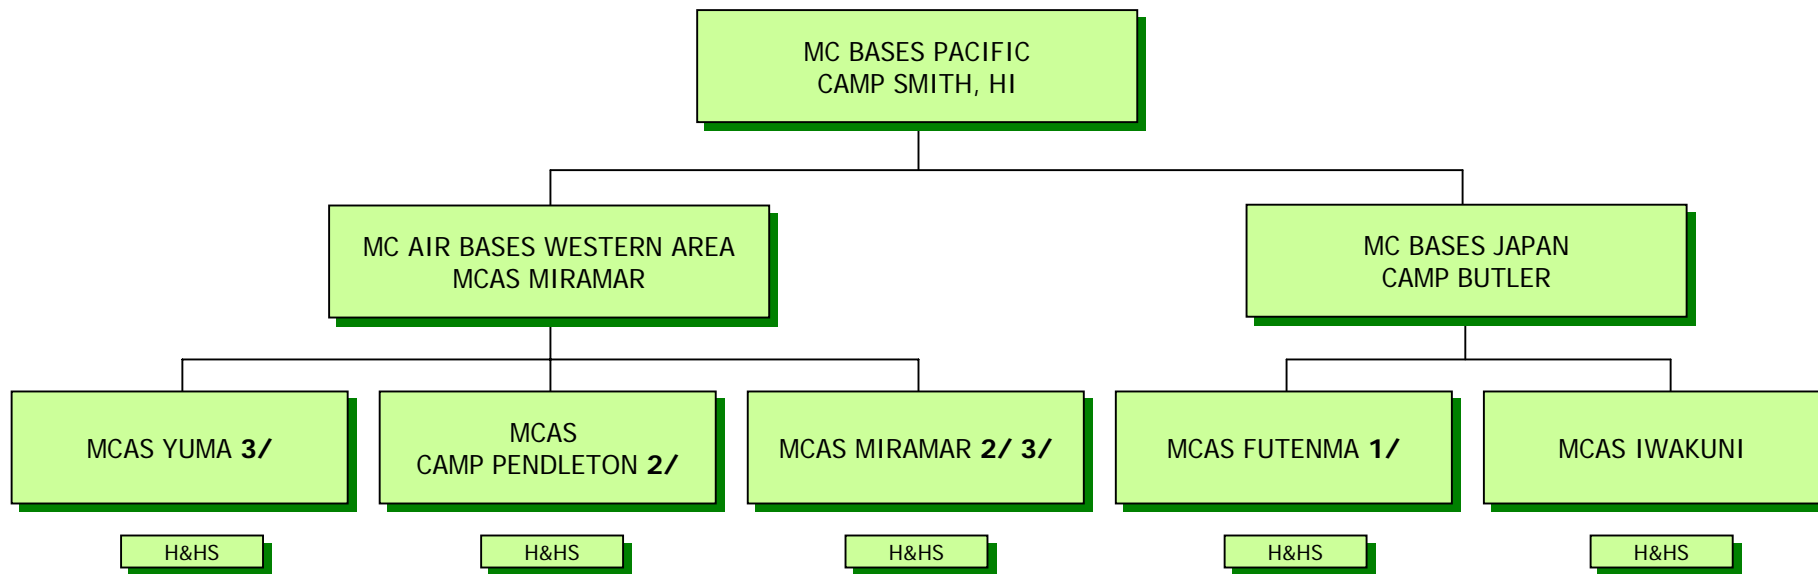 MC BASES PACIFIC
CAMP SMITH, HI
MC AIR BASES WESTERN AREA
MCAS MIRAMAR
MC BASES JAPAN
CAMP BUTLER
MCAS YUMA 3/
MCAS
CAMP PENDLETON 2/
MCAS MIRAMAR 2/ 3/
MCAS FUTENMA 1/
MCAS IWAKUNI
H&HS
H&HS
H&HS
H&HS
H&HS